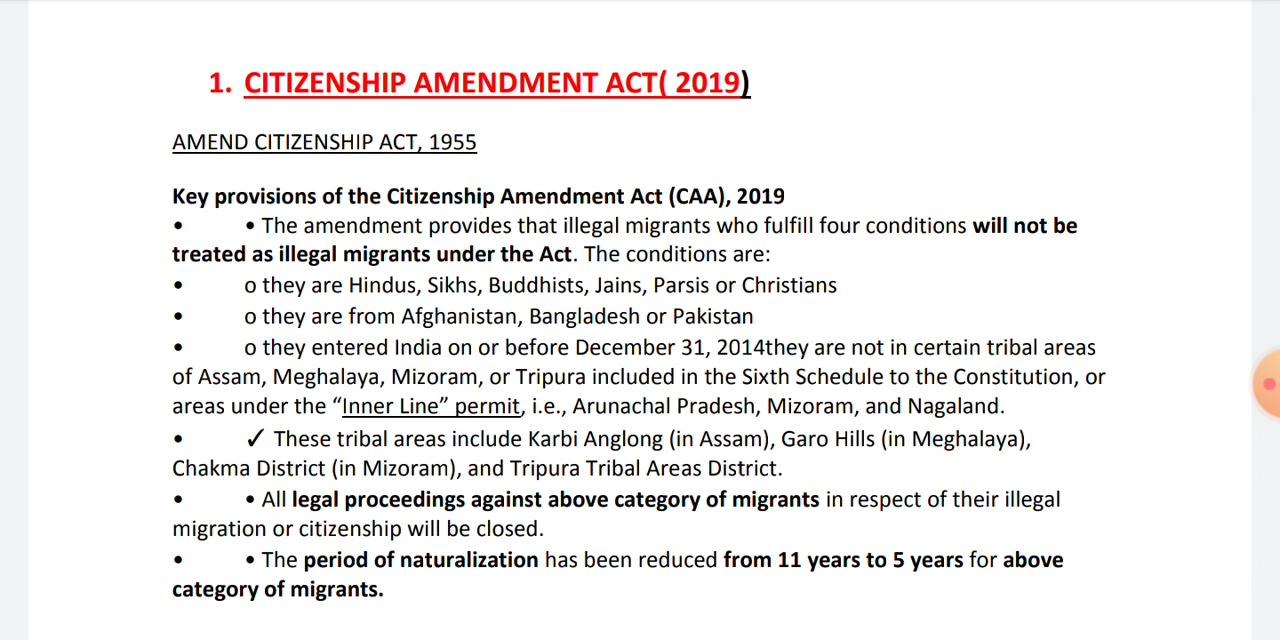 1. CITIZENSHIP AMENDMENT ACT( 2019)
AMEND CITIZENSHIP ACT, 1955
Key provisions of the Citizenship Amendment Act (CAA), 2019
• • The amendment provides that illegal migrants who fulfill four conditions will not be
treated as illegal migrants under the Act. The conditions are:
• o they are Hindus, Sikhs, Buddhists, Jains, Parsis or Christians
• o they are from Afghanistan, Bangladesh or Pakistan
• o they entered India on or before December 31, 2014they are not in certain tribal areas
of Assam, Meghalaya, Mizoram, or Tripura included in the Sixth Schedule to the Constitution, or
areas under the “Inner Line” permit, i.e., Arunachal Pradesh, Mizoram, and Nagaland.
• ✓ These tribal areas include Karbi Anglong (in Assam), Garo Hills (in Meghalaya),
Chakma District (in Mizoram), and Tripura Tribal Areas District.
• • All legal proceedings against above category of migrants in respect of their illegal
migration or citizenship will be closed.
• • The period of naturalization has been reduced from 11 years to 5 years for above
category of migrants.